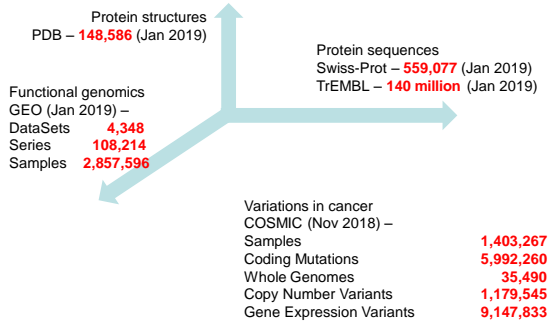 Protein structures
PDB – 148,586 (Jan 2019)
Protein sequences
Swiss-Prot – 559,077 (Jan 2019)
TrEMBL – 140 million (Jan 2019)
Functional genomics
GEO (Jan 2019) –
DataSets 4,348
Series 108,214
Samples 2,857,596
Variations in cancer
COSMIC (Nov 2018) –
Samples 1,403,267
Coding Mutations 5,992,260
Whole Genomes 35,490
Copy Number Variants 1,179,545
Gene Expression Variants 9,147,833